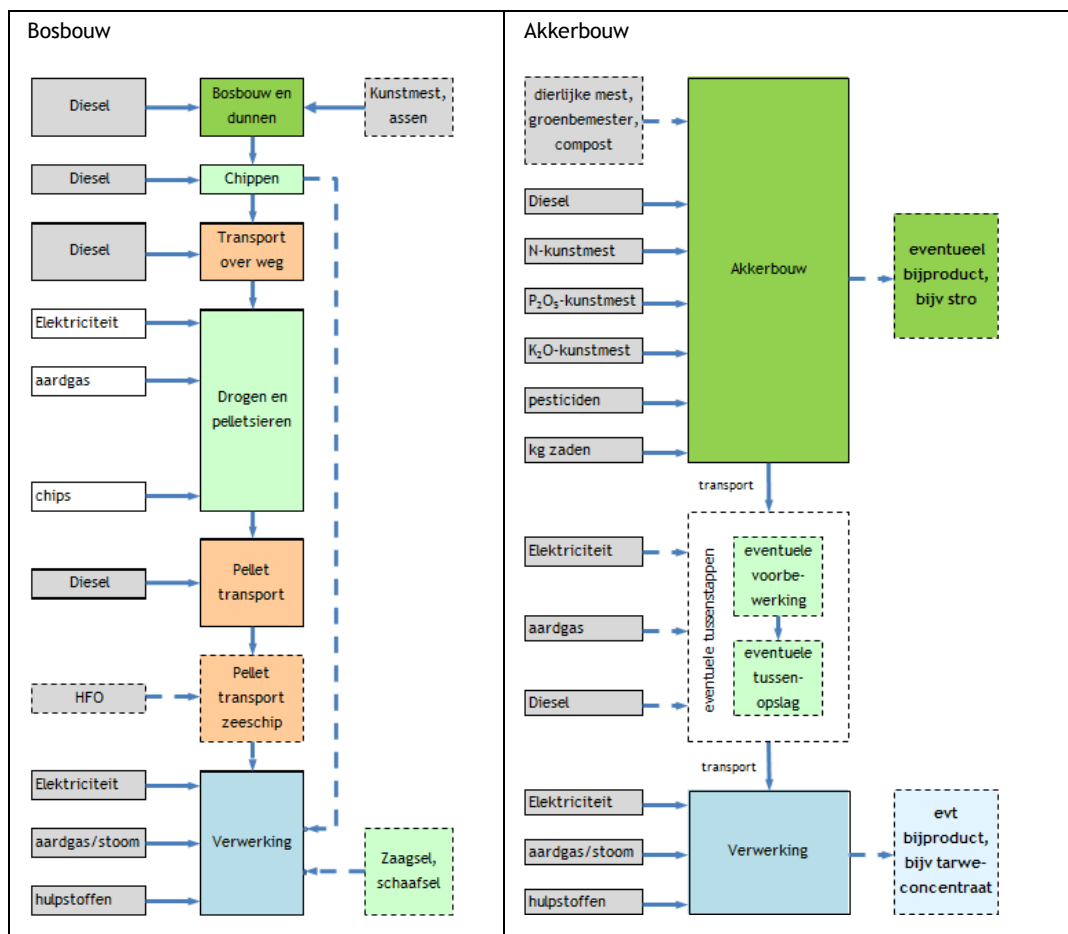 Bosbouw
Diesel
Bosbouw en
dunnen
Kunstmest,
assen
Diesel
Chippen
Diesel
Transport
over weg
Elektriciteit
aardgas
Drogen en
pelletsieren
chips
Diesel
Pellet
transport
HFO
Pellet
transport
zeeschip
Elektriciteit
aardgas/stoom
Verwerking
hulpstoffen
Zaagsel,
schaafsel
Akkerbouw
dierlijke mest,
groenbemester,
compost
Diesel
N-kunstmest
P₂O₅-kunstmest
K₂O-kunstmest
pesticiden
kg zaden
Akkerbouw
eventueel
bijproduct,
bijv stro
transport
Elektriciteit
aardgas
Diesel
eventuele tussenstappen
eventuele
voorbe-
werking
eventuele
tussen-
opslag
transport
Elektriciteit
aardgas/stoom
hulpstoffen
Verwerking
evt
bijproduct,
bijv tarwe-
concentraat